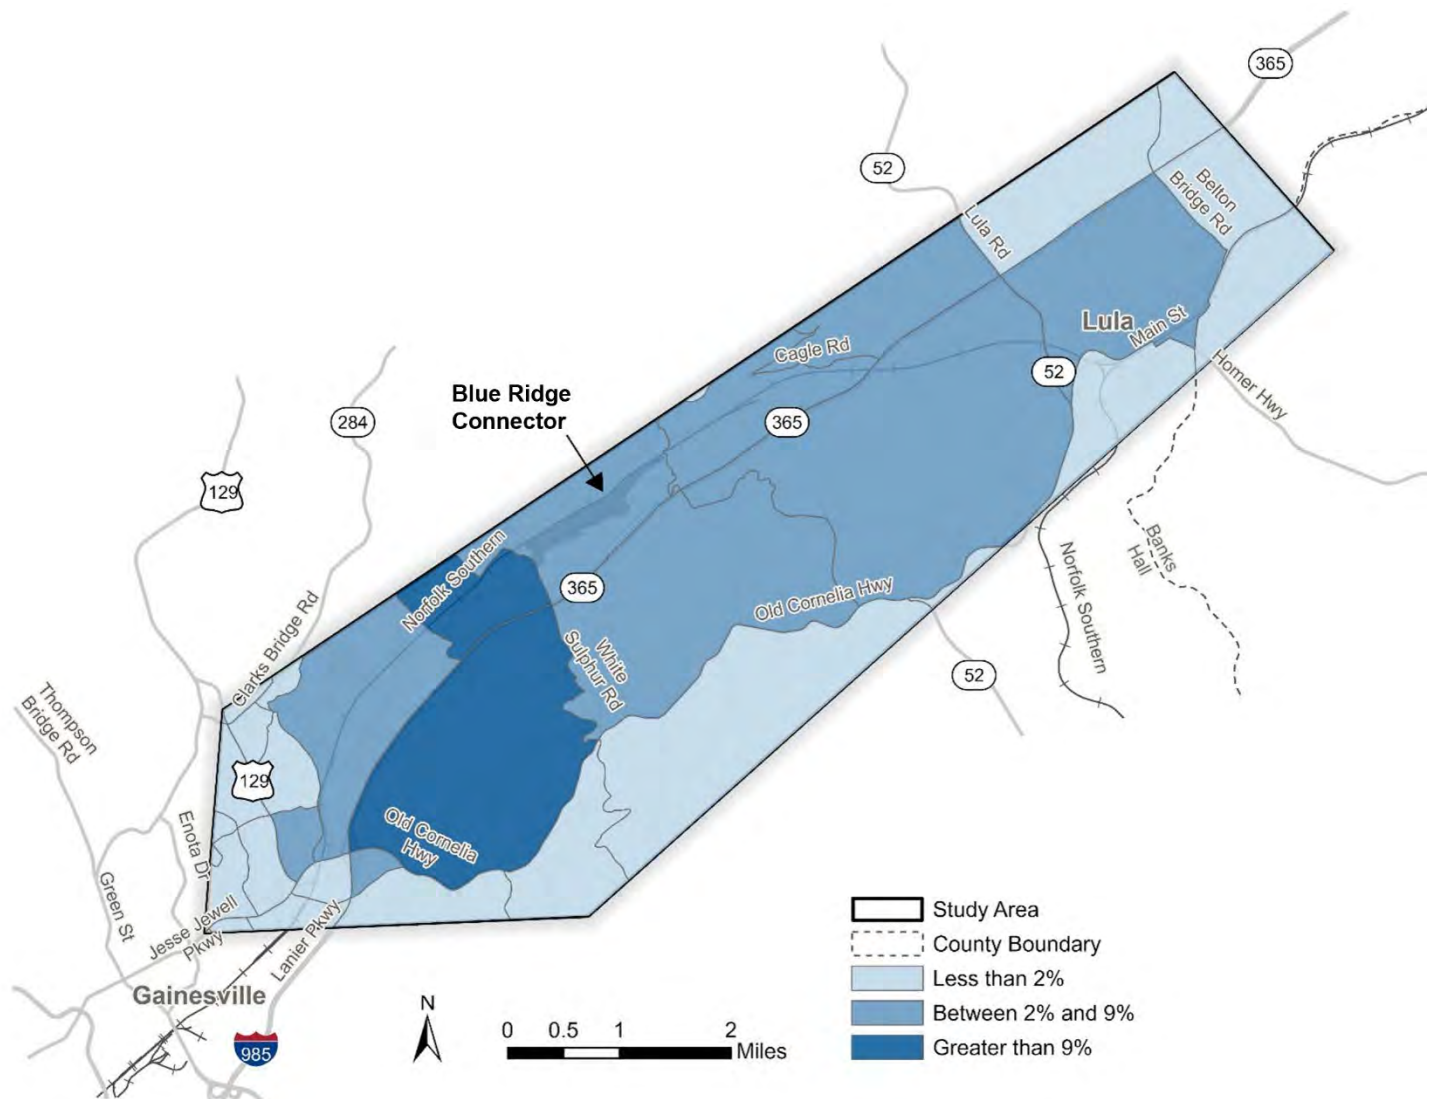 365
52
Belton
Bridge Rd
Lula Rd
Lula
Main St
Cagle Rd
52
Homer Hwy
Blue Ridge
Connector
284
365
129
Norfolk Southern
365
Banks
Hall
Old Cornelia Hwy
Norfolk Southern
Clarks Bridge Rd
White
Sulphur Rd
52
Thompson
Bridge Rd
129
Enota Dr
Old Cornelia
Hwy
Green St
Jesse Jewell
Pkwy
Lanier Pkwy
Gainesville
985
N
0 0.5 1 2
Miles
Study Area
County Boundary
Less than 2%
Between 2% and 9%
Greater than 9%